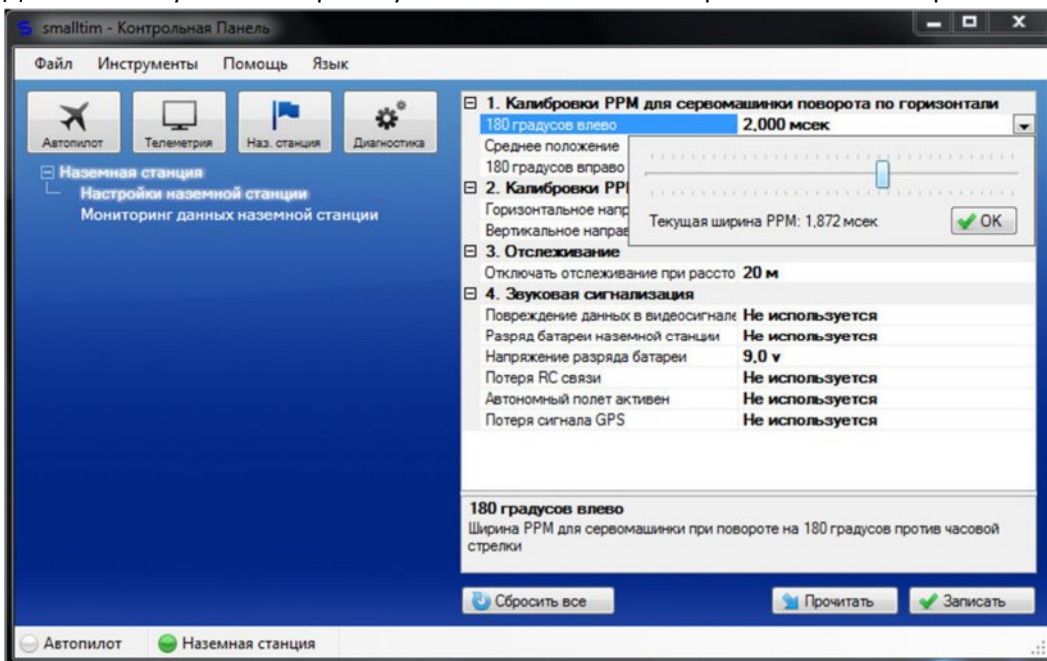 smalltim - Контрольная Панель
Файл Инструменты Помощь Язык
Автопилот Телеметрия Наз. станция Диагностика
Наземная станция
Настройки наземной станции
Мониторинг данных наземной станции
1. Калибровки PPM для сервомашинки поворота по горизонтали
180 градусов влево 2,000 мсек
Среднее положение
180 градусов вправо
2. Калибровки
Горизонтальное
Вертикальное
Текущая ширина PPM: 1,872 мсек OK
3. Отслеживание
Отключать отслеживание при рассто 20 м
4. Звуковая сигнализация
Повреждение данных в видеосигнале Не используется
Разряд батареи наземной станции Не используется
Напряжение разряда батареи 9,0 v
Потеря RC связи Не используется
Автономный полет активен Не используется
Потеря сигнала GPS Не используется
180 градусов влево
Ширина PPM для сервомашинки при повороте на 180 градусов против часовой
стрелки
Сбросить все Прочитать Записать
Автопилот Наземная станция